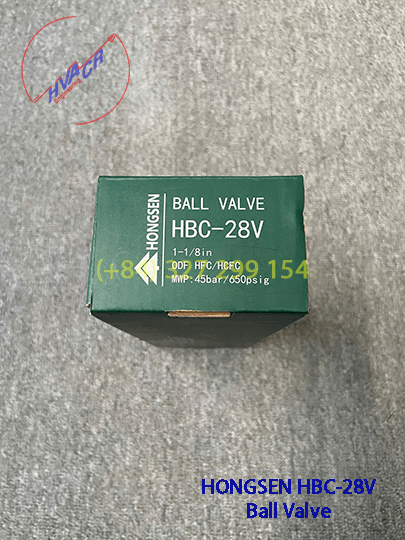 HVACR
HONGSEN
BALL VALVE
HBC-28V
1-1/8in
ODF HFC/HCFC
MWP:45bar/650psig
HONGSEN HBC-28V
Ball Valve